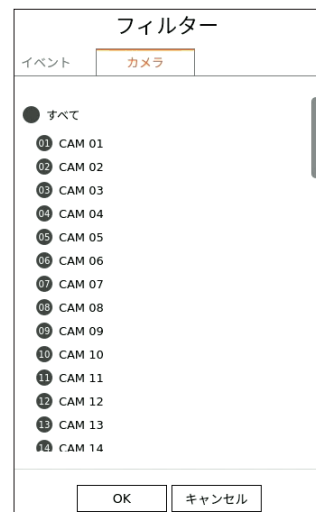 フィルター
イベント カメラ
すべて
01 CAM 01
02 CAM 02
03 CAM 03
04 CAM 04
05 CAM 05
06 CAM 06
07 CAM 07
08 CAM 08
09 CAM 09
10 CAM 10
11 CAM 11
12 CAM 12
13 CAM 13
14 CAM 14
OK キャンセル